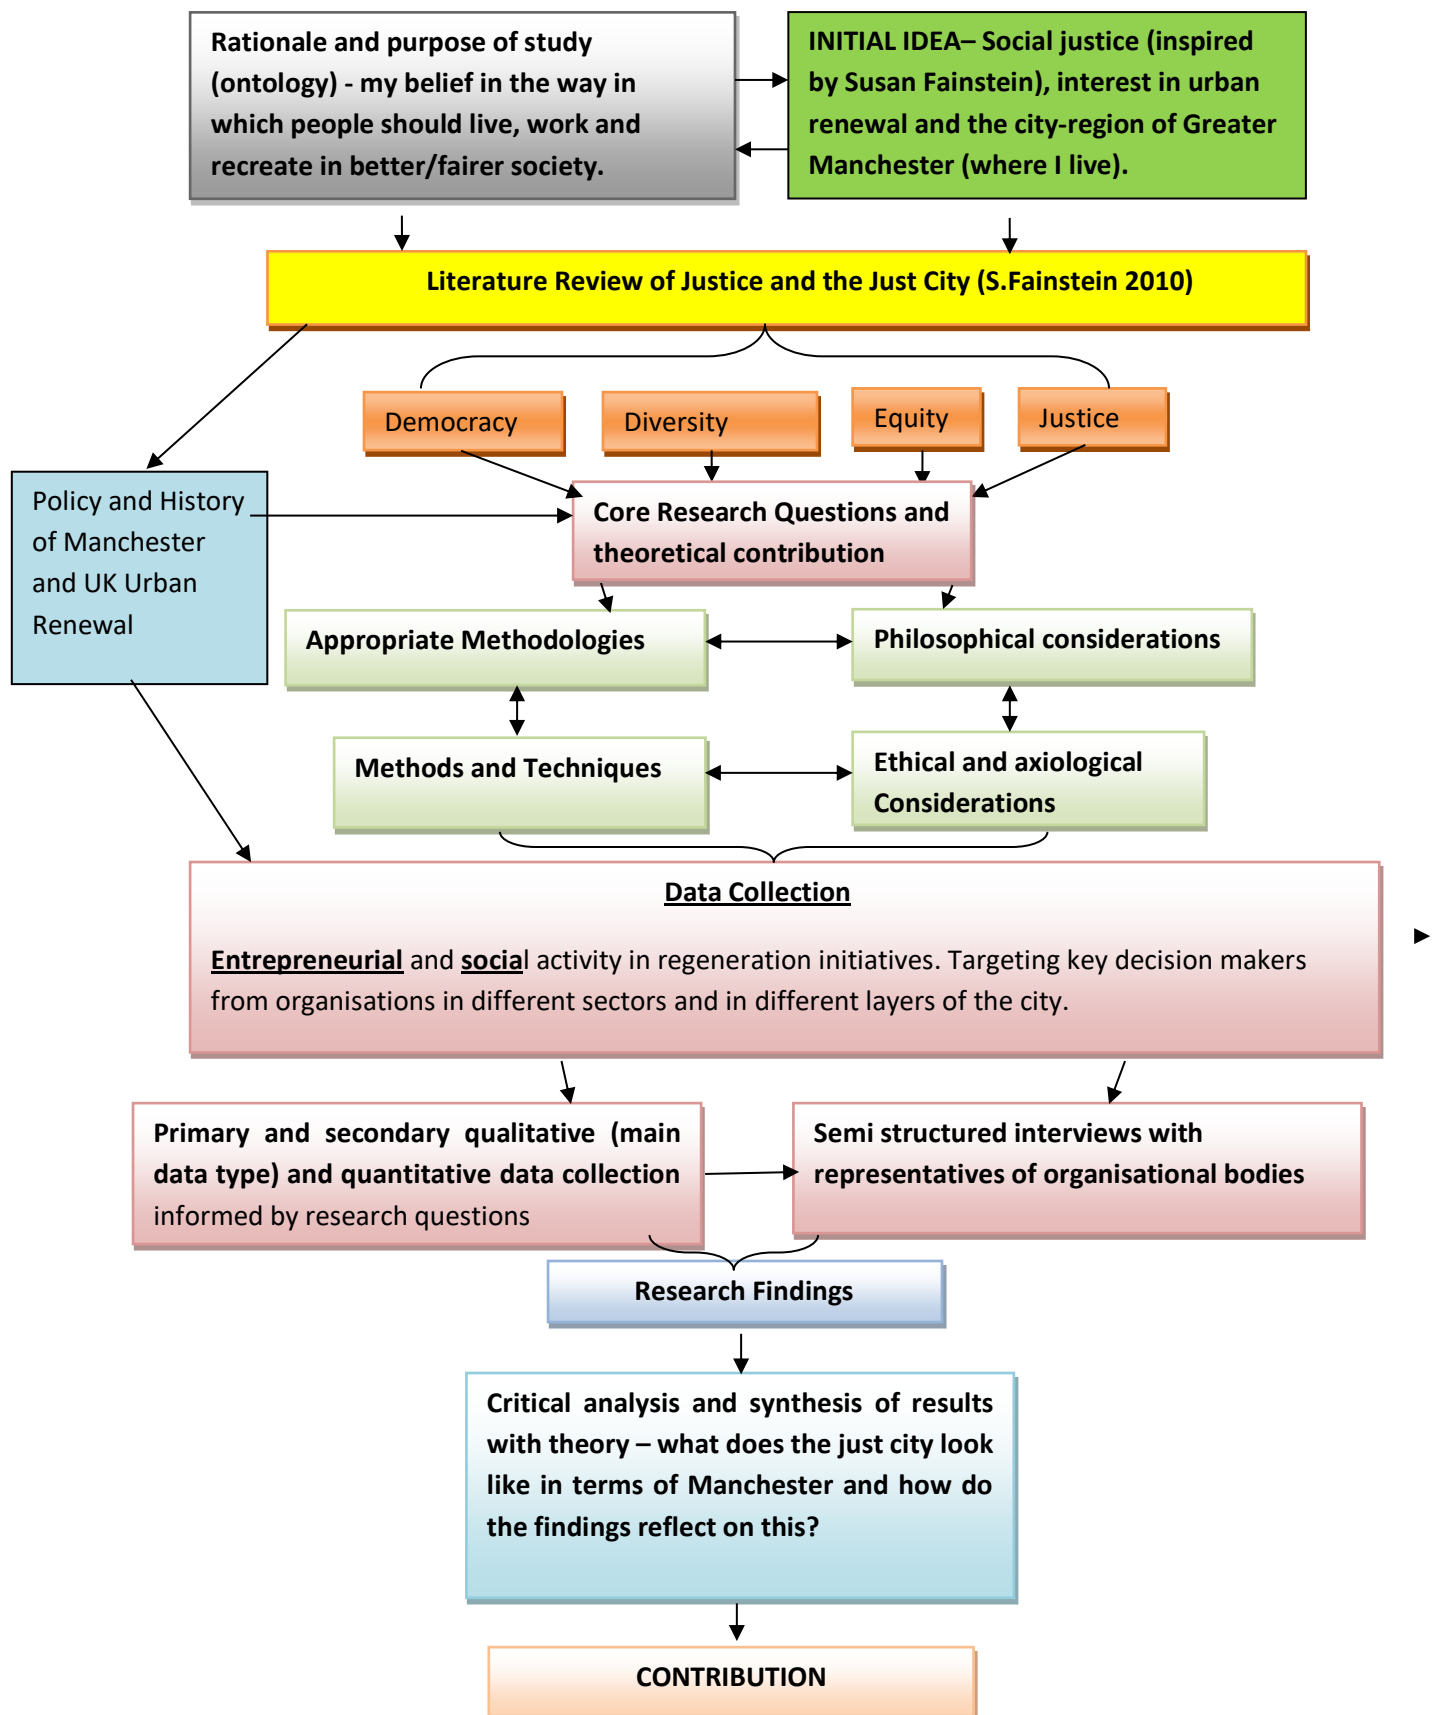 Rationale and purpose of study
(ontology) - my belief in the way in
which people should live, work and
recreate in better/fairer society.
INITIAL IDEA– Social justice (inspired
by Susan Fainstein), interest in urban
renewal and the city-region of Greater
Manchester (where I live).
Literature Review of Justice and the Just City (S.Fainstein 2010)
Democracy
Diversity
Equity
Justice
Policy and History
of Manchester
and UK Urban
Renewal
Core Research Questions and
theoretical contribution
Appropriate Methodologies
Philosophical considerations
Methods and Techniques
Ethical and axiological
Considerations
Data Collection
Entrepreneurial and social activity in regeneration initiatives. Targeting key decision makers
from organisations in different sectors and in different layers of the city.
Primary and secondary qualitative (main
data type) and quantitative data collection
informed by research questions
Semi structured interviews with
representatives of organisational bodies
Research Findings
Critical analysis and synthesis of results
with theory – what does the just city look
like in terms of Manchester and how do
the findings reflect on this?
CONTRIBUTION